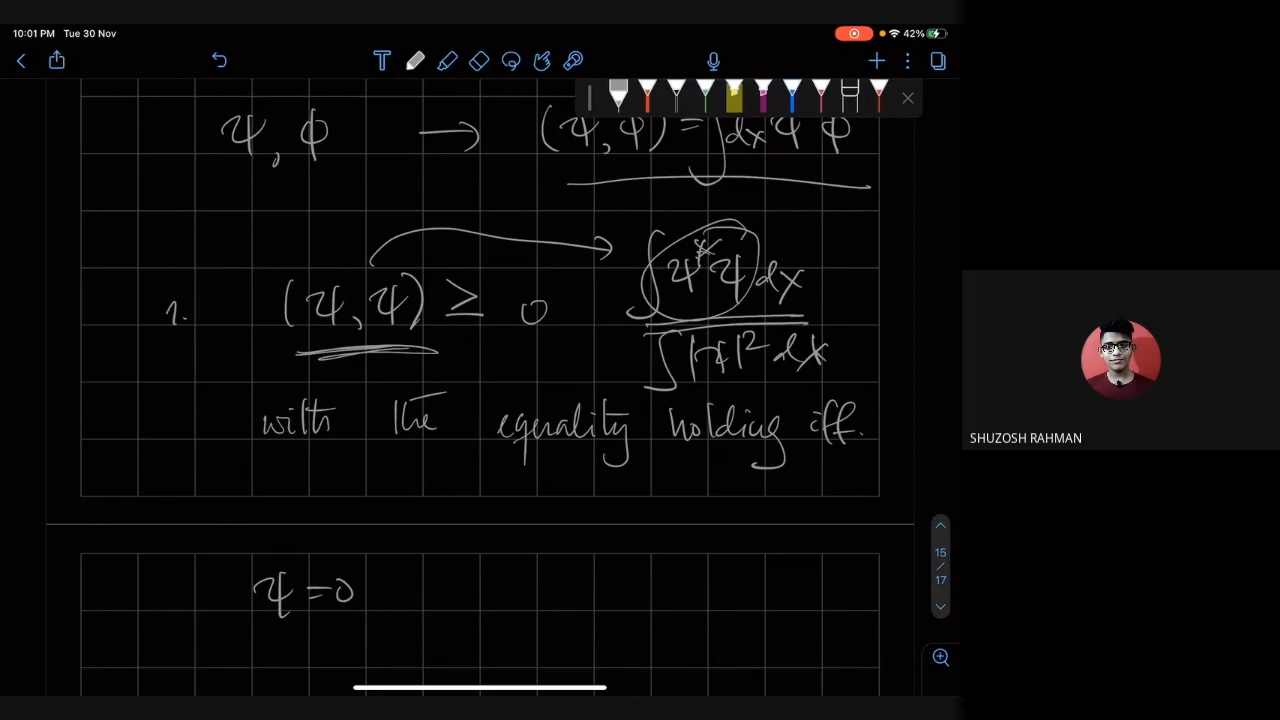 10:01 PM Tue 30 Nov 42%
T
Ψ, Φ → (Ψ, Φ) = ∫dx Ψ Φ
1. (Ψ, Ψ) ≥ 0 ∫Ψ*Ψ dx
∫|Ψ|² dx
with the equality holding iff.
Ψ = 0
15
/
17
SHUZOSH RAHMAN